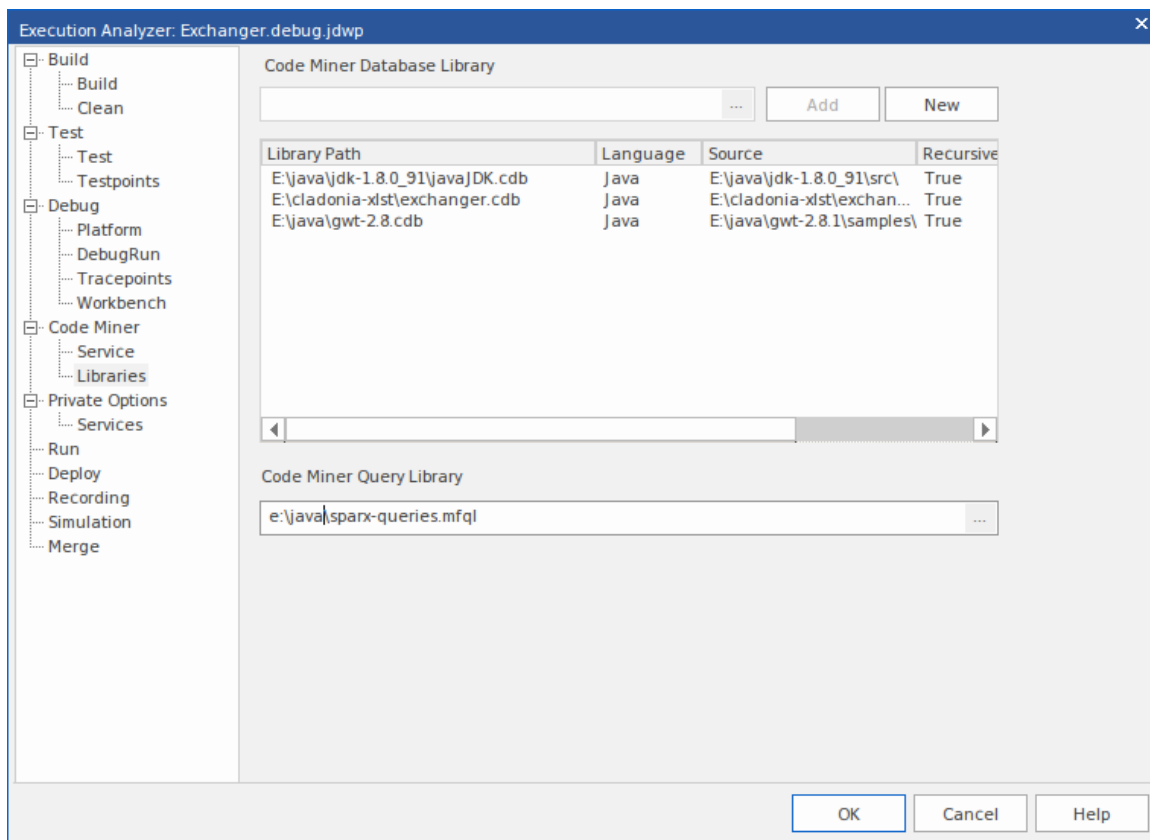 Execution Analyzer: Exchanger.debug.jdwp
Build
Build
Clean
Test
Test
Testpoints
Debug
Platform
DebugRun
Tracepoints
Workbench
Code Miner
Service
Libraries
Private Options
Services
Run
Deploy
Recording
Simulation
Merge
Code Miner Database Library
... Add New
Library Path Language Source Recursive
E:\java\jdk-1.8.0_91\javaJDK.cdb Java E:\java\jdk-1.8.0_91\src\ True
E:\cladonia-xlst\exchanger.cdb Java E:\cladonia-xlst\exchan... True
E:\java\gwt-2.8.cdb Java E:\java\gwt-2.8.1\samples\ True
Code Miner Query Library
e:\java\sparx-queries.mfql ...
OK Cancel Help